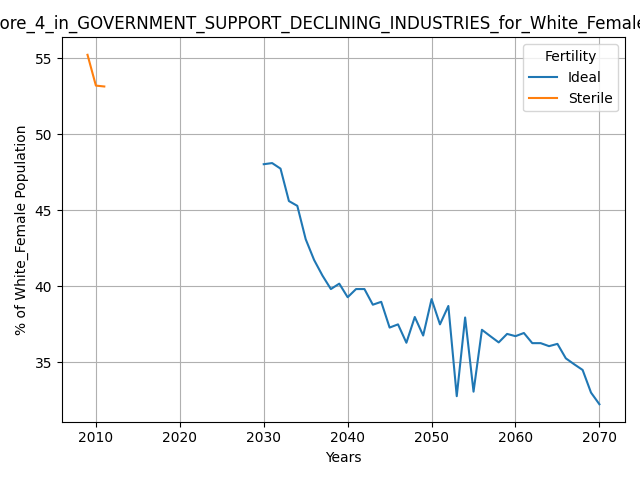 ore_4_in_GOVERNMENT_SUPPORT_DECLINING_INDUSTRIES_for_White_Female
Fertility
Ideal
Sterile
% of White_Female Population
55
50
45
40
35
2010 2020 2030 2040 2050 2060 2070
Years